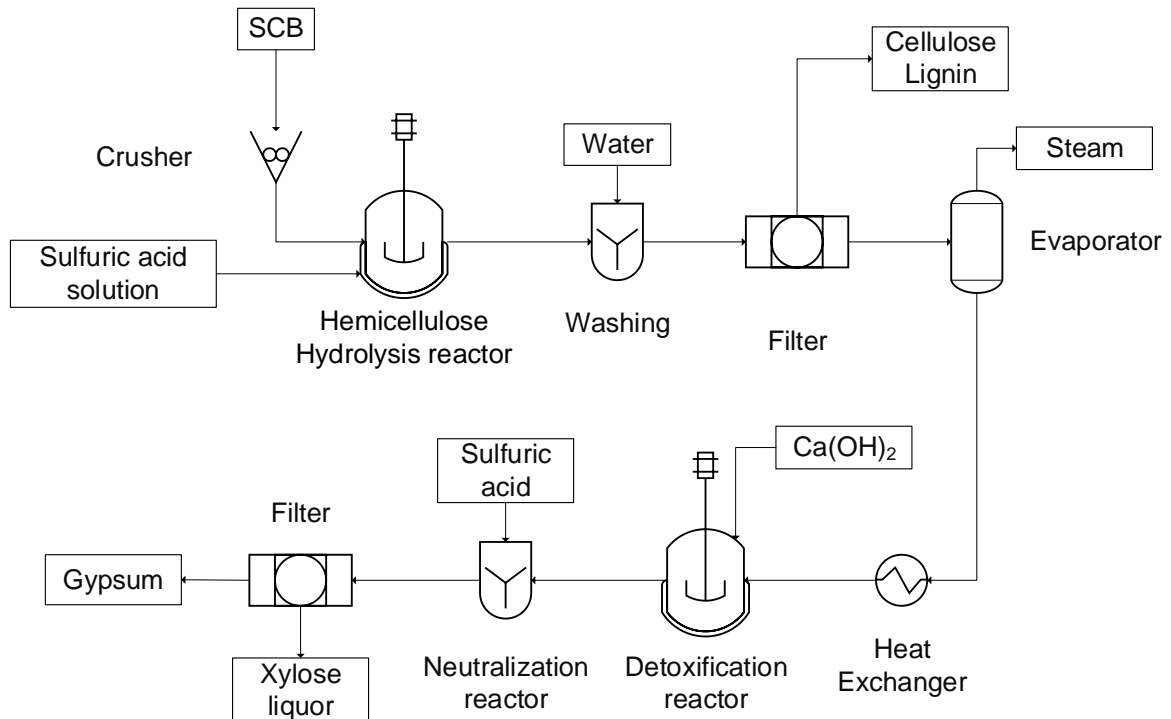 SCB
Cellulose
Lignin
Crusher
Water
Steam
Sulfuric acid
solution
Evaporator
Hemicellulose
Hydrolysis reactor
Washing
Filter
Sulfuric
acid
Ca(OH)₂
Filter
Gypsum
Xylose
liquor
Neutralization
reactor
Detoxification
reactor
Heat
Exchanger